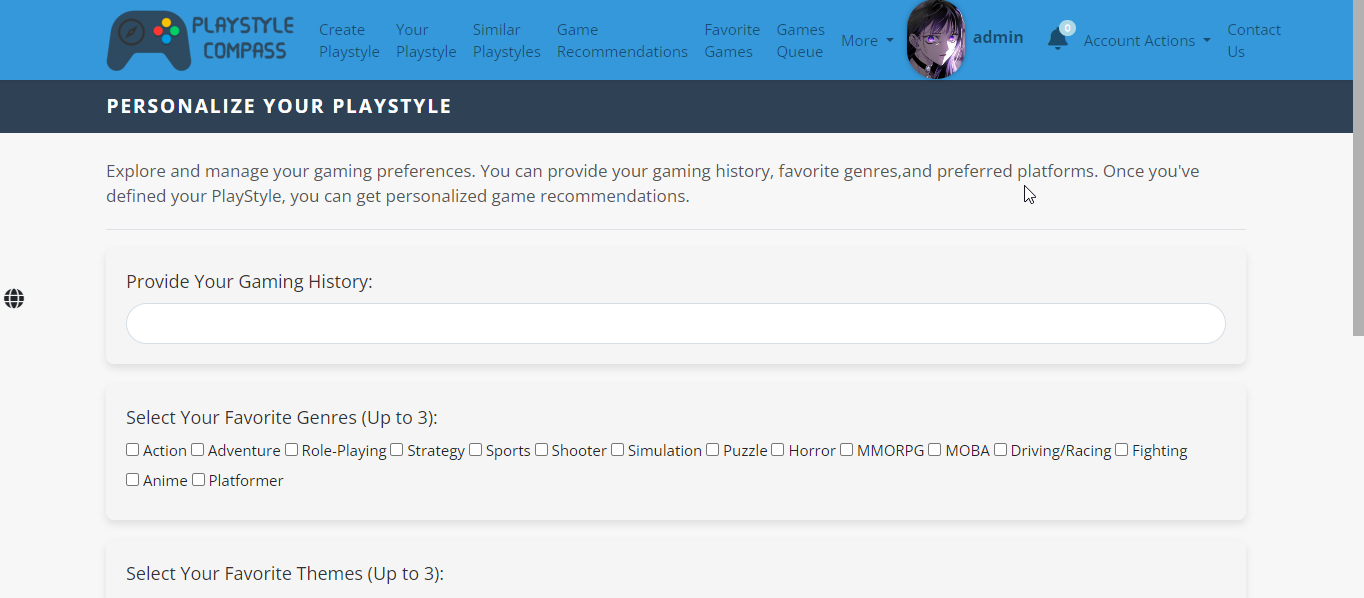 PLAYSTYLE
COMPASS
Create
Playstyle
Your
Playstyle
Similar
Playstyles
Game
Recommendations
Favorite
Games
Games
Queue
More
admin
0
Account Actions
Contact
Us
PERSONALIZE YOUR PLAYSTYLE
Explore and manage your gaming preferences. You can provide your gaming history, favorite genres,and preferred platforms. Once you've
defined your PlayStyle, you can get personalized game recommendations.
Provide Your Gaming History:
Select Your Favorite Genres (Up to 3):
Action Adventure Role-Playing Strategy Sports Shooter Simulation Puzzle Horror MMORPG MOBA Driving/Racing Fighting
Anime Platformer
Select Your Favorite Themes (Up to 3):